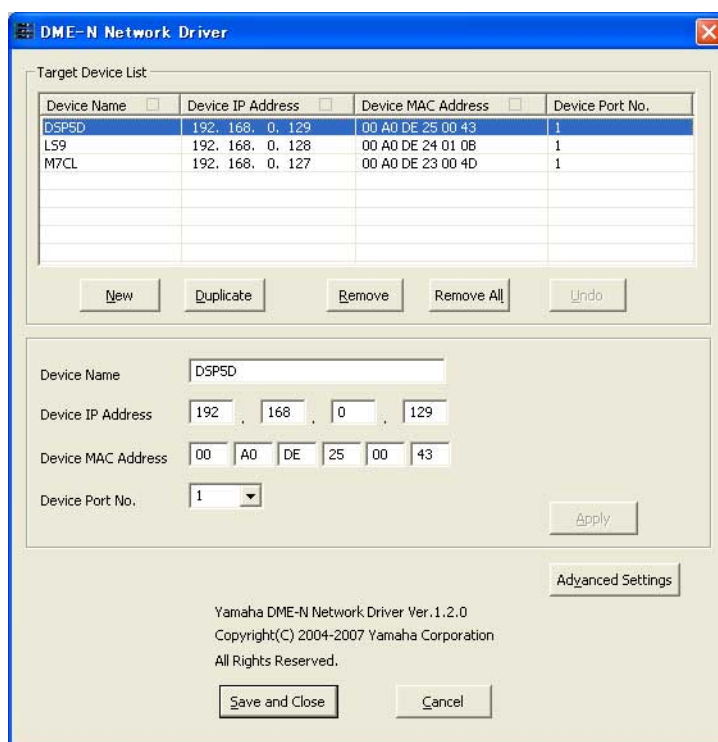 DME-N Network Driver
Target Device List
Device Name Device IP Address Device MAC Address Device Port No.
DSP5D 192. 168. 0. 129 00 A0 DE 25 00 43 1
LS9 192. 168. 0. 128 00 A0 DE 24 01 0B 1
M7CL 192. 168. 0. 127 00 A0 DE 23 00 4D 1
New Duplicate Remove Remove All Undo
Device Name DSP5D
Device IP Address 192 . 168 . 0 . 129
Device MAC Address 00 A0 DE 25 00 43
Device Port No. 1
Apply
Advanced Settings
Yamaha DME-N Network Driver Ver.1.2.0
Copyright(C) 2004-2007 Yamaha Corporation
All Rights Reserved.
Save and Close Cancel